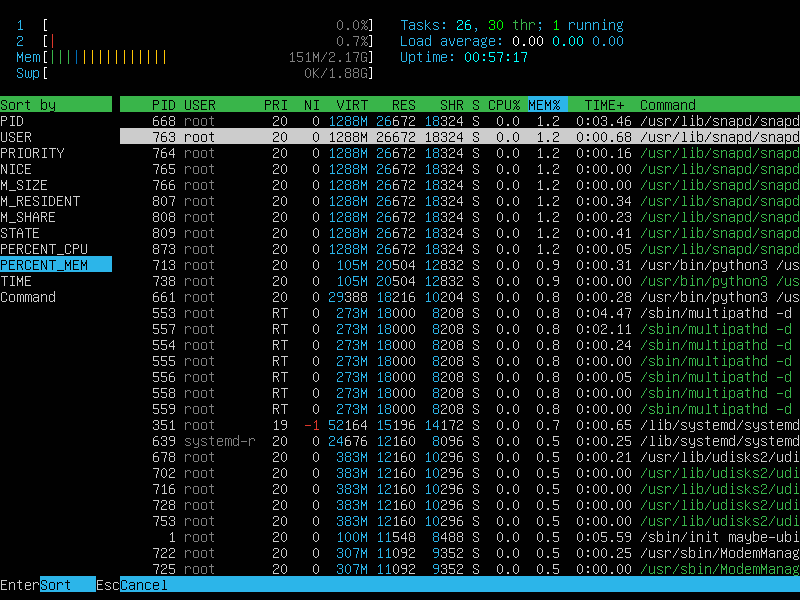 1 [ 0.0%] Tasks: 26, 30 thr; 1 running
2 [| 0.7%] Load average: 0.00 0.00 0.00
Mem[|||||||||||||||||| 151M/2.17G] Uptime: 00:57:17
Swp[ 0K/1.88G]
Sort by PID USER PRI NI VIRT RES SHR S CPU% MEM% TIME+ Command
PID 668 root 20 0 1288M 26672 18324 S 0.0 1.2 0:03.46 /usr/lib/snapd/snapd
USER 763 root 20 0 1288M 26672 18324 S 0.0 1.2 0:00.68 /usr/lib/snapd/snapd
PRIORITY 764 root 20 0 1288M 26672 18324 S 0.0 1.2 0:00.16 /usr/lib/snapd/snapd
NICE 765 root 20 0 1288M 26672 18324 S 0.0 1.2 0:00.00 /usr/lib/snapd/snapd
M_SIZE 766 root 20 0 1288M 26672 18324 S 0.0 1.2 0:00.00 /usr/lib/snapd/snapd
M_RESIDENT 807 root 20 0 1288M 26672 18324 S 0.0 1.2 0:00.34 /usr/lib/snapd/snapd
M_SHARE 808 root 20 0 1288M 26672 18324 S 0.0 1.2 0:00.23 /usr/lib/snapd/snapd
STATE 809 root 20 0 1288M 26672 18324 S 0.0 1.2 0:00.41 /usr/lib/snapd/snapd
PERCENT_CPU 873 root 20 0 1288M 26672 18324 S 0.0 1.2 0:00.05 /usr/lib/snapd/snapd
PERCENT_MEM 713 root 20 0 105M 20504 12832 S 0.0 0.9 0:00.31 /usr/bin/python3 /us
TIME 738 root 20 0 105M 20504 12832 S 0.0 0.9 0:00.00 /usr/bin/python3 /us
Command 661 root 20 0 29388 18216 10204 S 0.0 0.8 0:00.28 /usr/bin/python3 /us
553 root RT 0 273M 18000 8208 S 0.0 0.8 0:04.47 /sbin/multipathd -d
557 root RT 0 273M 18000 8208 S 0.0 0.8 0:02.11 /sbin/multipathd -d
554 root RT 0 273M 18000 8208 S 0.0 0.8 0:00.24 /sbin/multipathd -d
555 root RT 0 273M 18000 8208 S 0.0 0.8 0:00.00 /sbin/multipathd -d
556 root RT 0 273M 18000 8208 S 0.0 0.8 0:00.05 /sbin/multipathd -d
558 root RT 0 273M 18000 8208 S 0.0 0.8 0:00.00 /sbin/multipathd -d
559 root RT 0 273M 18000 8208 S 0.0 0.8 0:00.00 /sbin/multipathd -d
351 root 19 -1 52164 15196 14172 S 0.0 0.7 0:00.65 /lib/systemd/systemd
639 systemd-r 20 0 24676 12160 8096 S 0.0 0.5 0:00.25 /lib/systemd/systemd
678 root 20 0 383M 12160 10296 S 0.0 0.5 0:00.21 /usr/lib/udisks2/udi
702 root 20 0 383M 12160 10296 S 0.0 0.5 0:00.00 /usr/lib/udisks2/udi
716 root 20 0 383M 12160 10296 S 0.0 0.5 0:00.00 /usr/lib/udisks2/udi
728 root 20 0 383M 12160 10296 S 0.0 0.5 0:00.00 /usr/lib/udisks2/udi
753 root 20 0 383M 12160 10296 S 0.0 0.5 0:00.00 /usr/lib/udisks2/udi
1 root 20 0 100M 11548 8488 S 0.0 0.5 0:05.59 /sbin/init maybe-ubi
722 root 20 0 307M 11092 9352 S 0.0 0.5 0:00.25 /usr/sbin/ModemManag
725 root 20 0 307M 11092 9352 S 0.0 0.5 0:00.00 /usr/sbin/ModemManag
EnterSort EscCancel